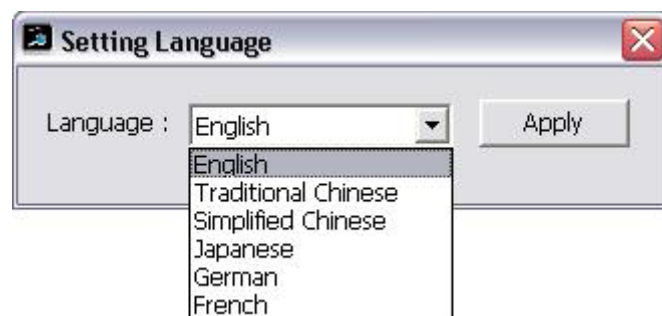 Setting Language
Language : English Apply
English
Traditional Chinese
Simplified Chinese
Japanese
German
French